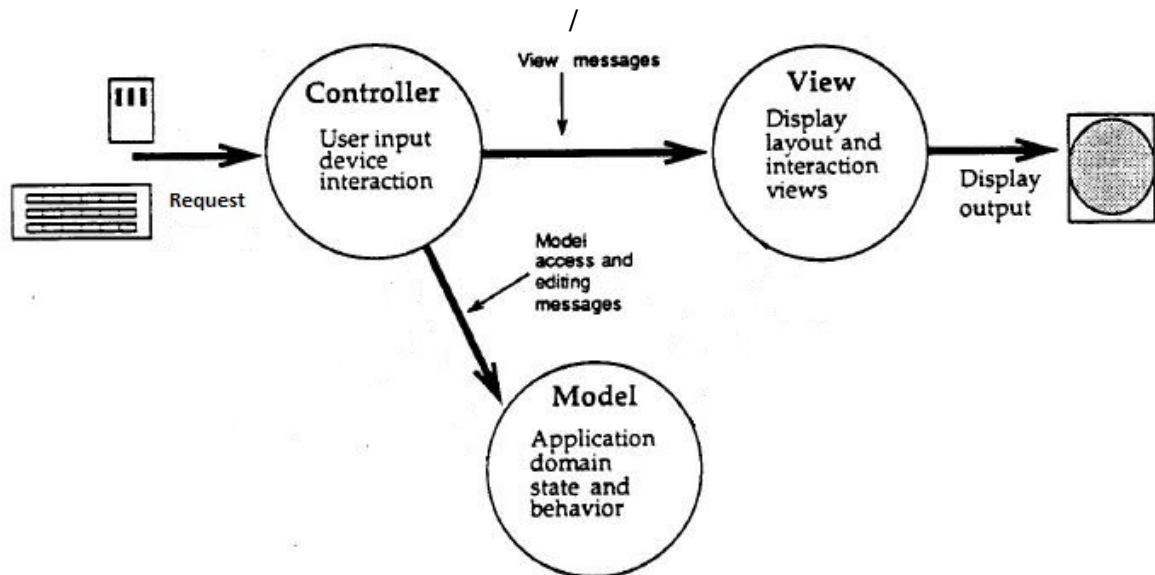 /
View messages
Controller
User input
device
interaction
View
Display
layout and
interaction
views
Request
Display
output
Model
access and
editing
messages
Model
Application
domain
state and
behavior